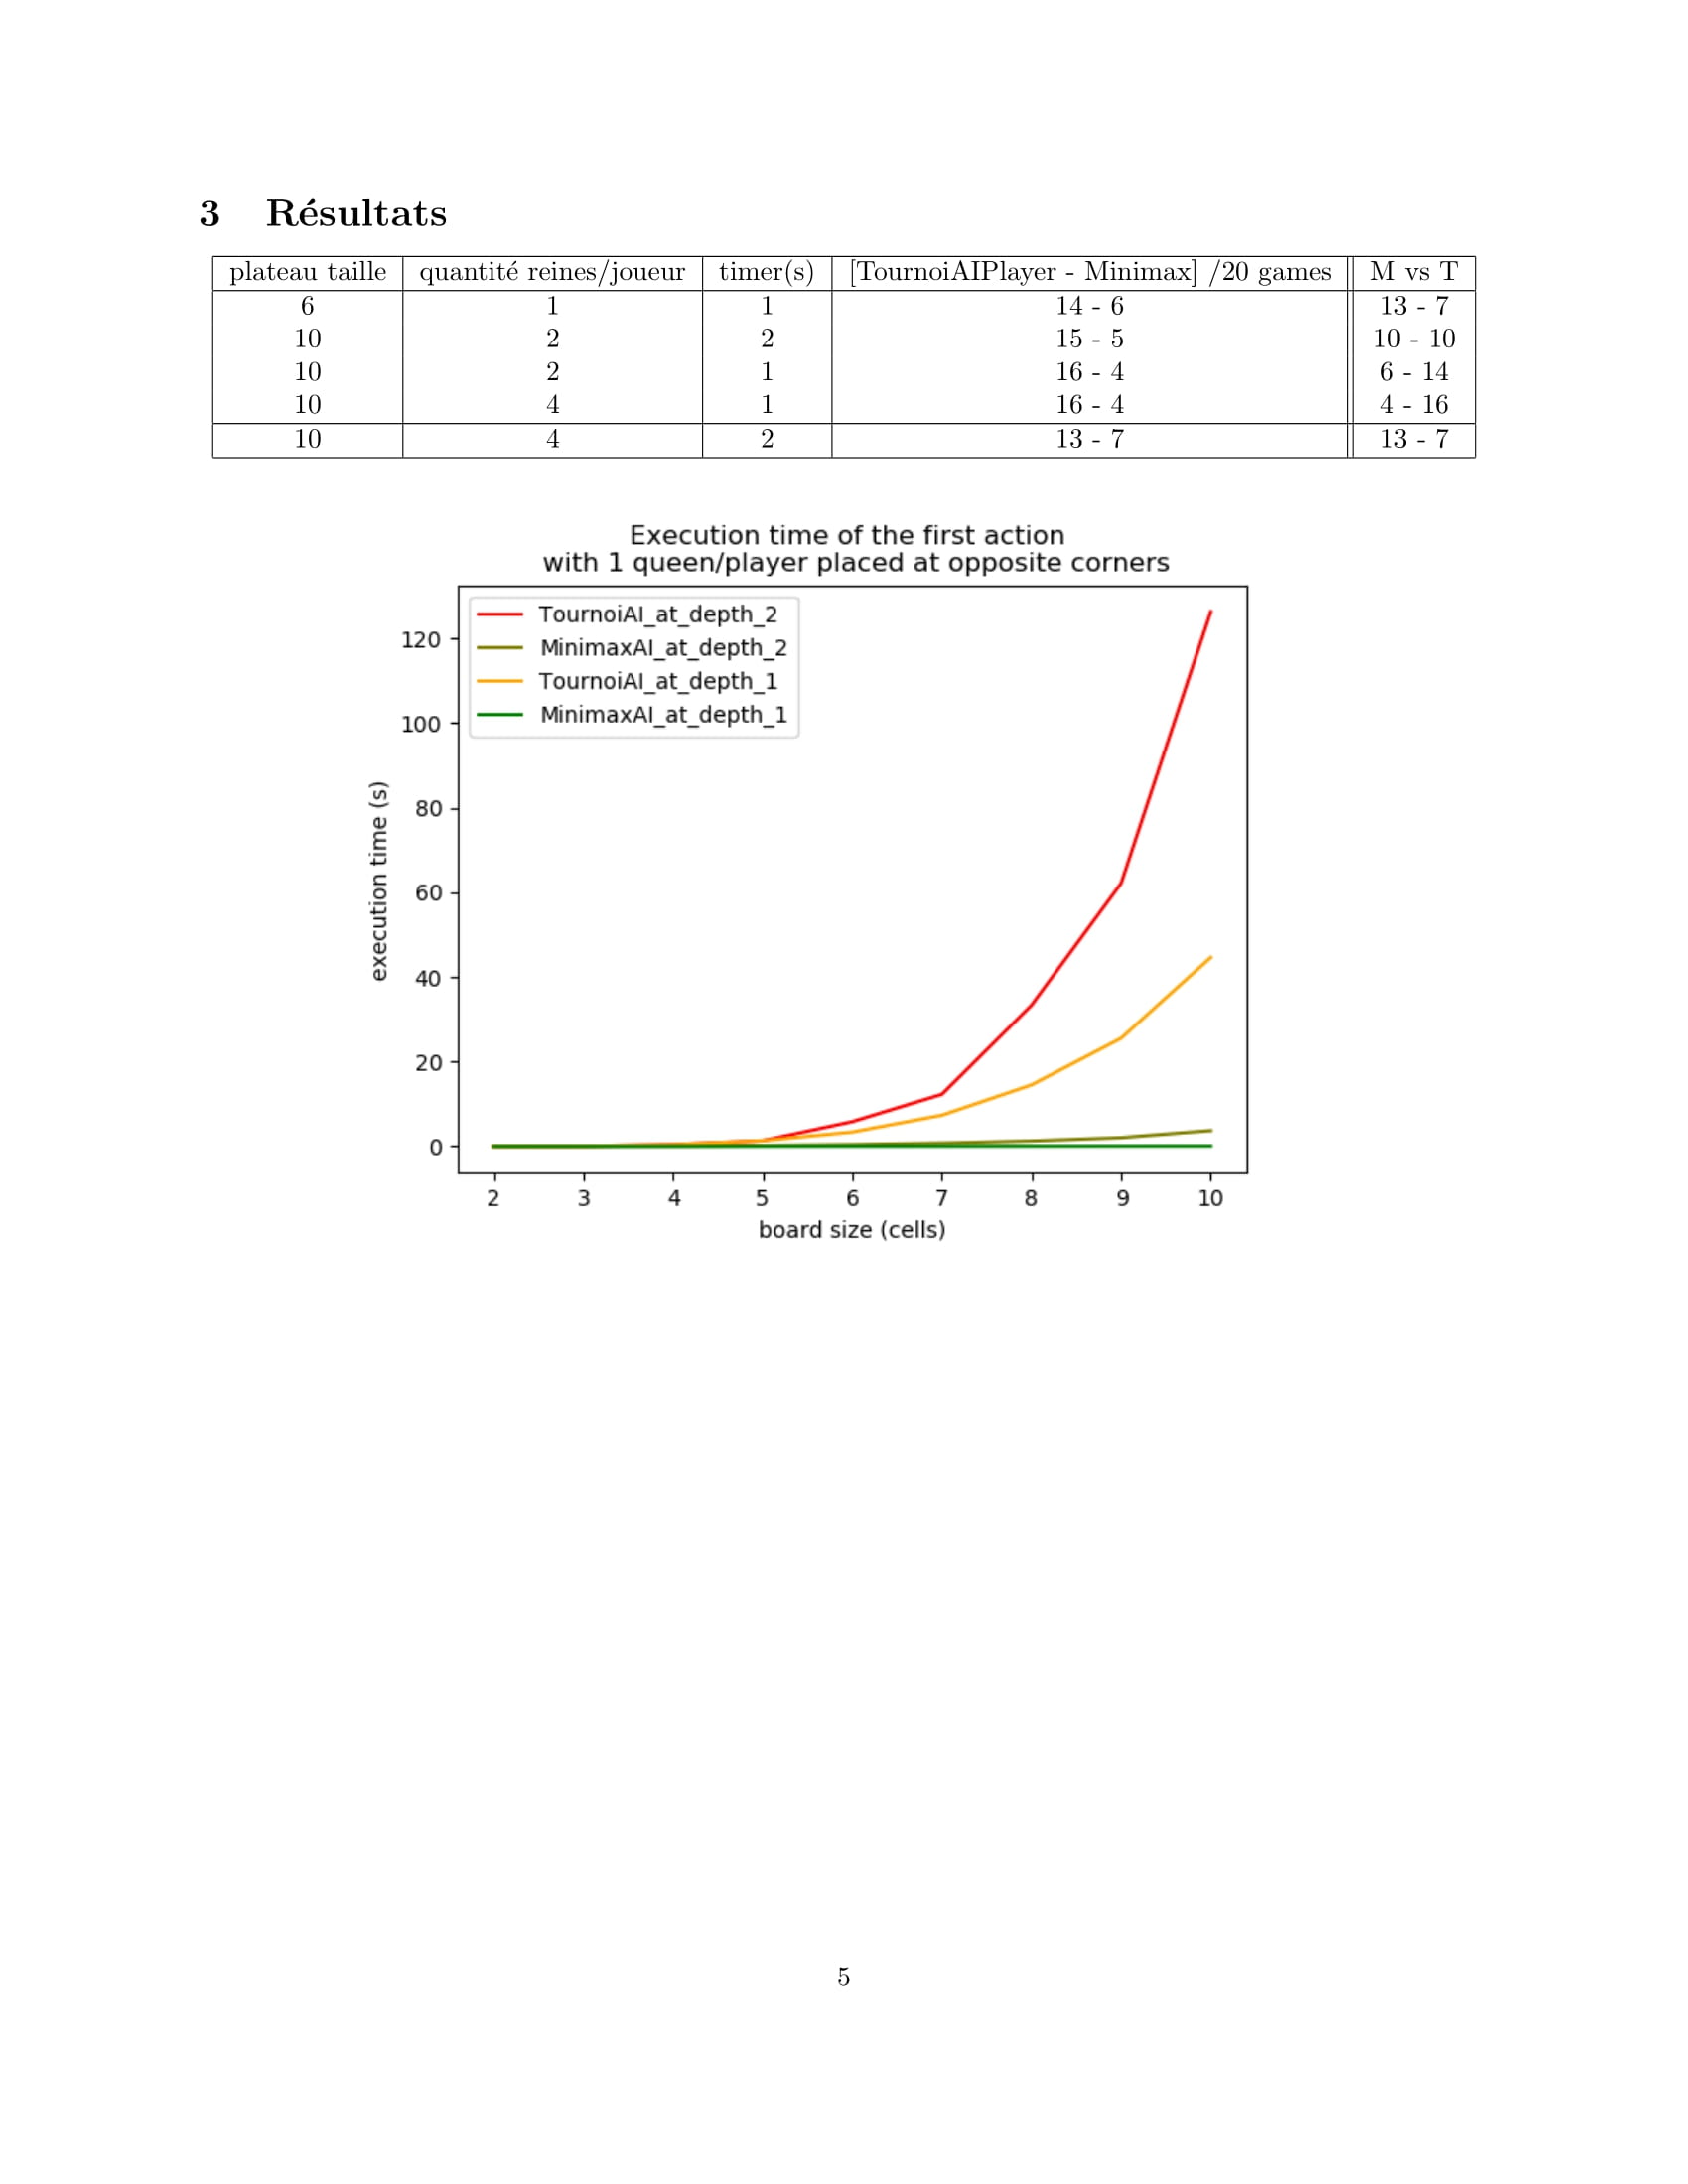 3 Résultats
plateau taille quantité reines/joueur timer(s) [TournoiAIPlayer - Minimax] /20 games M vs T
6 1 1 14 - 6 13 - 7
10 2 2 15 - 5 10 - 10
10 2 1 16 - 4 6 - 14
10 4 1 16 - 4 4 - 16
10 4 2 13 - 7 13 - 7
Execution time of the first action
with 1 queen/player placed at opposite corners
TournoiAI_at_depth_2
MinimaxAI_at_depth_2
TournoiAI_at_depth_1
MinimaxAI_at_depth_1
execution time (s)
120
100
80
60
40
20
0
2 3 4 5 6 7 8 9 10
board size (cells)
5